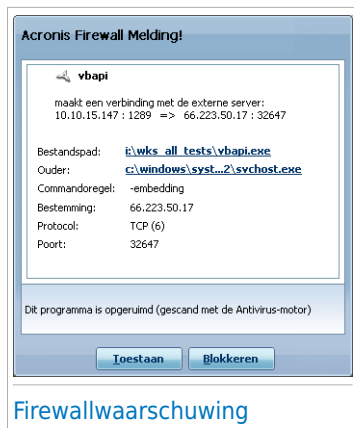 Acronis Firewall Melding!
vbapi
maakt een verbinding met de externe server:
10.10.15.147 : 1289 => 66.223.50.17 : 32647
Bestandspad: i:\wks_all_tests\vbapi.exe
Ouder: c:\windows\syst...2\svchost.exe
Commandoregel: -embedding
Bestemming: 66.223.50.17
Protocol: TCP (6)
Poort: 32647
Dit programma is opgeruimd (gescand met de Antivirus-motor)
Toestaan Blokkeren
Firewallwaarschuwing